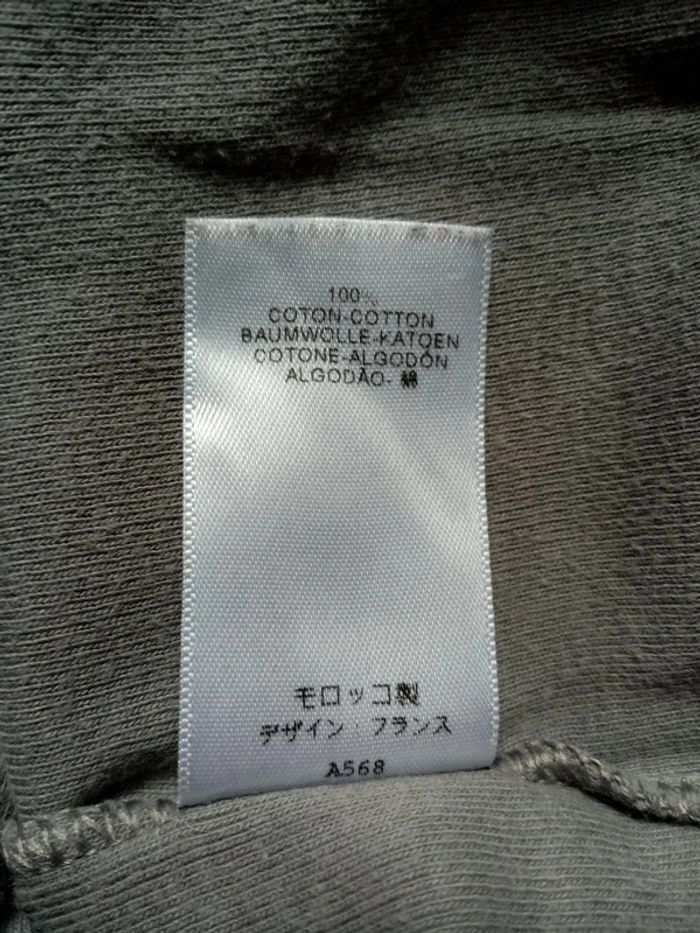 100%
COTON-COTTON
BAUMWOLLE-KATOEN
COTONE-ALGODÓN
ALGODÃO- 綿
モロッコ製
デザイン・フランス
A568